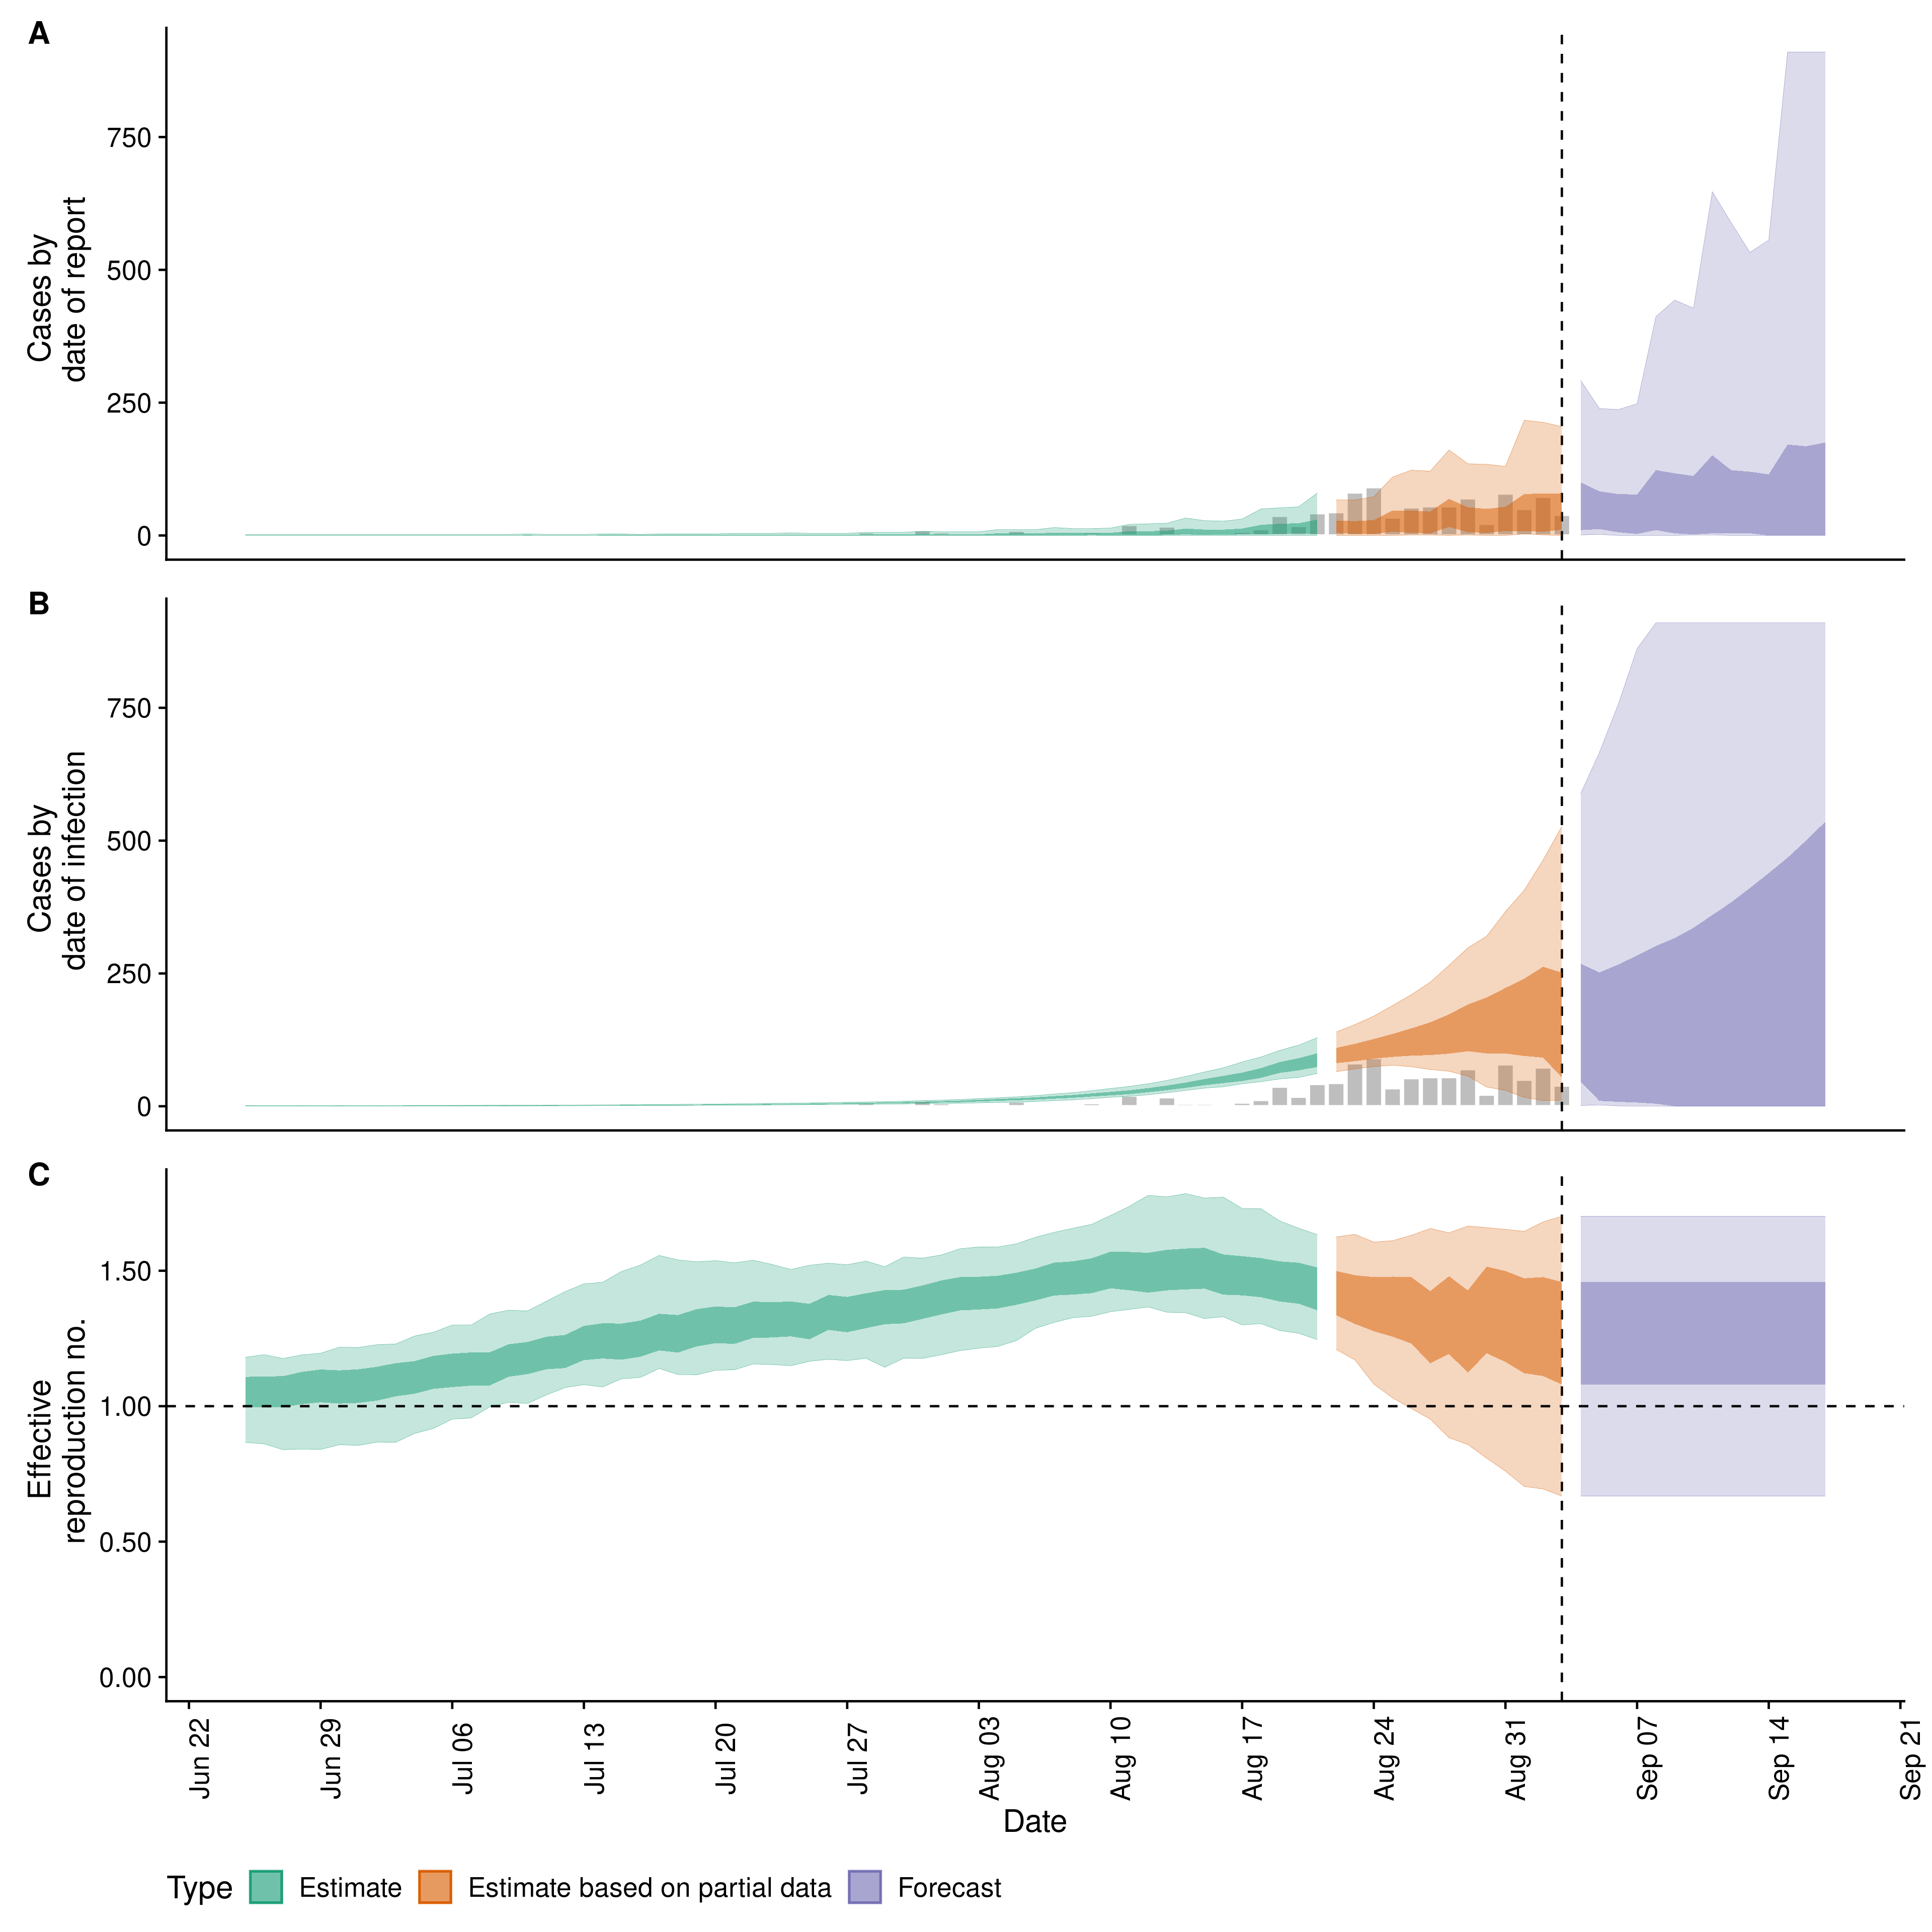 A
Cases by
date of report
750
500
250
0
B
Cases by
date of infection
750
500
250
0
C
Effective
reproduction no.
1.50
1.00
0.50
0.00
Jun 22
Jun 29
Jul 06
Jul 13
Jul 20
Jul 27
Aug 03
Aug 10
Aug 17
Aug 24
Aug 31
Sep 07
Sep 14
Sep 21
Date
Type Estimate Estimate based on partial data Forecast